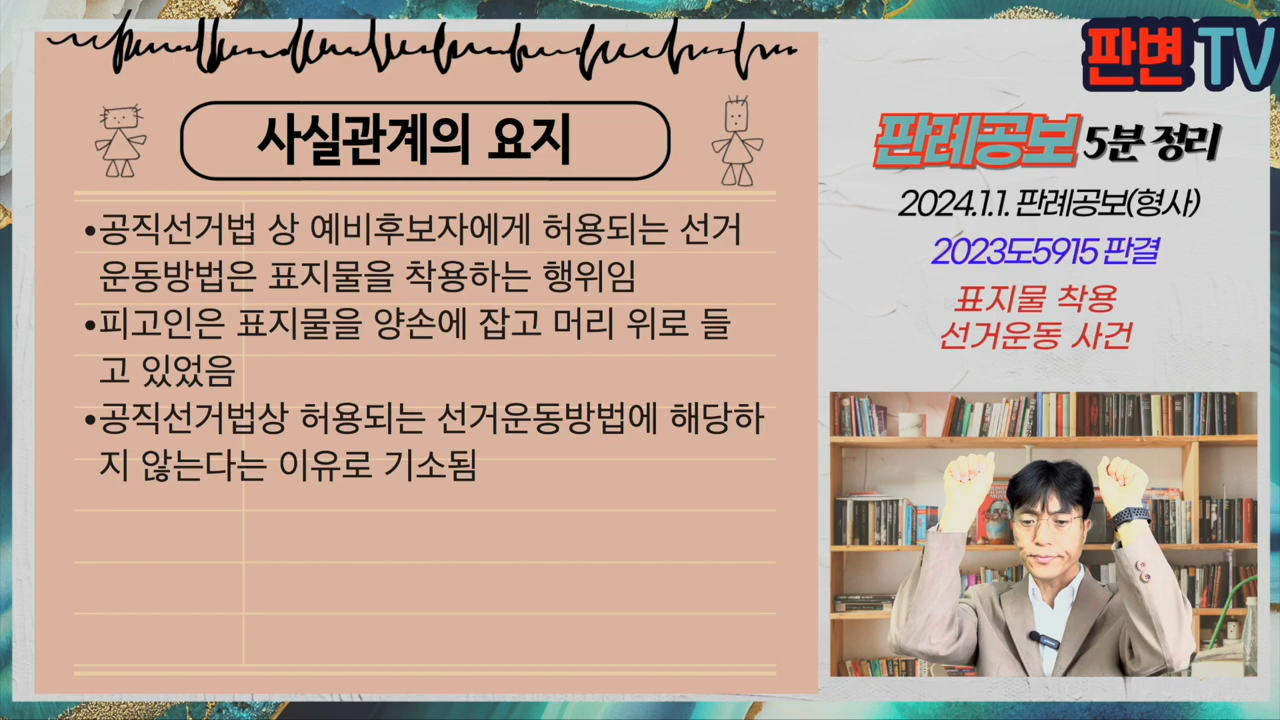 판변 TV
사실관계의 요지
•공직선거법 상 예비후보자에게 허용되는 선거
운동방법은 표지물을 착용하는 행위임
•피고인은 표지물을 양손에 잡고 머리 위로 들
고 있었음
•공직선거법상 허용되는 선거운동방법에 해당하
지 않는다는 이유로 기소됨
판례공보 5분 정리
2024.1.1. 판례공보(형사)
2023도5915 판결
표지물 착용
선거운동 사건